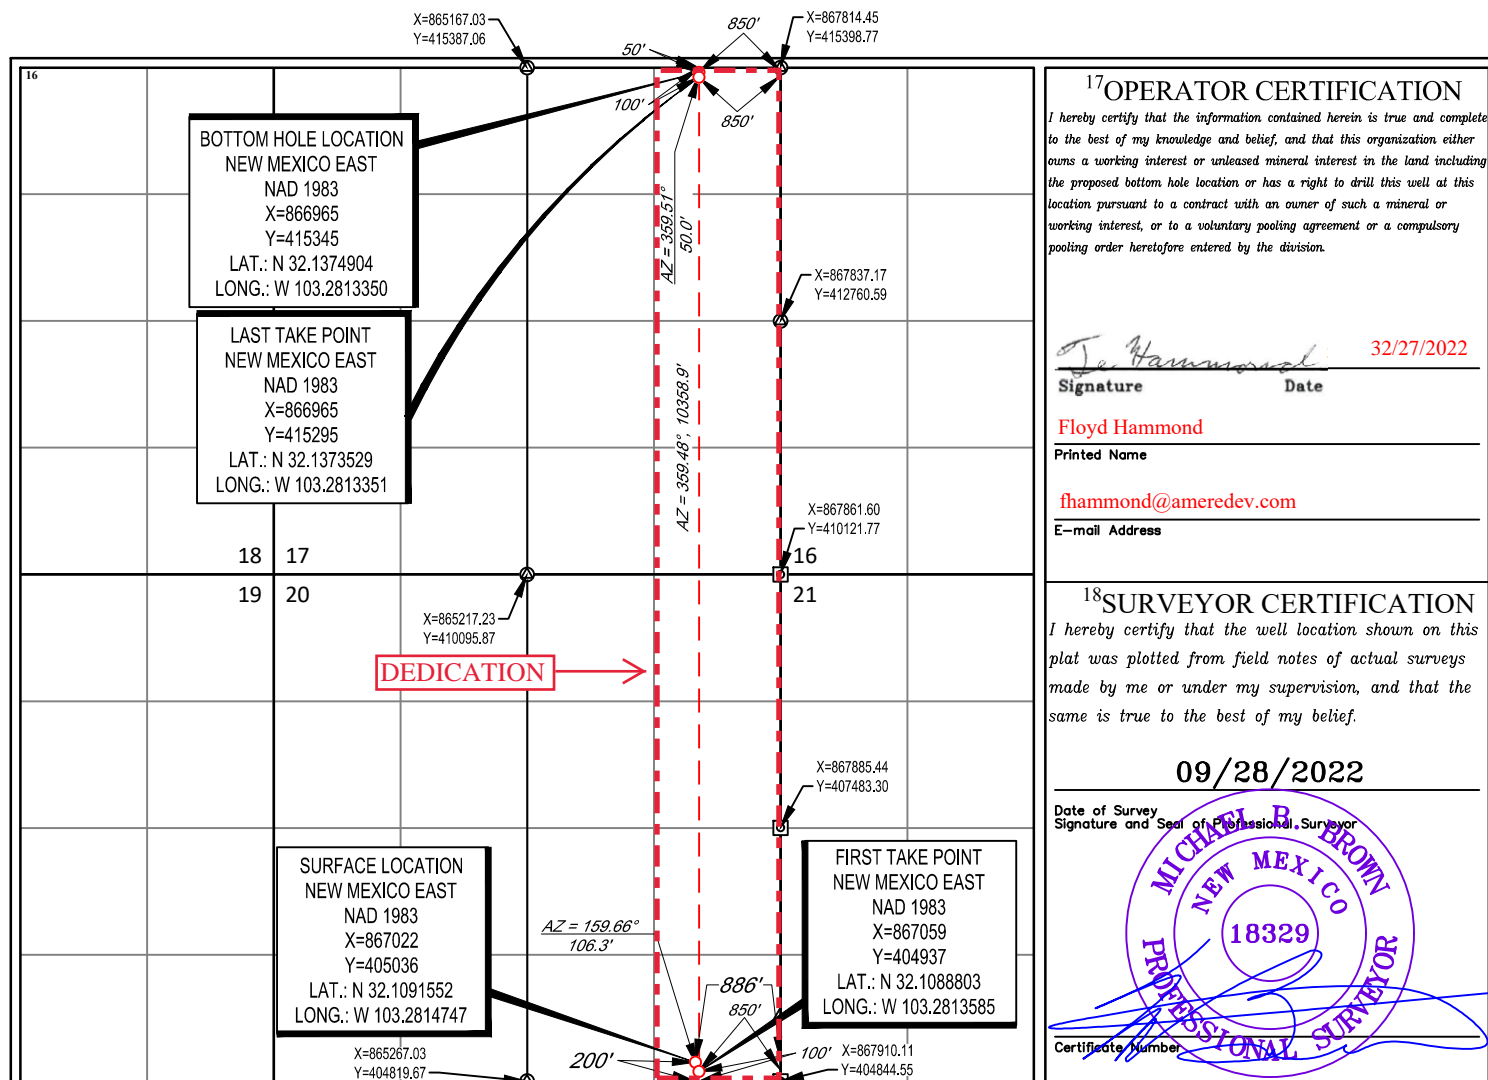 X=865167.03
Y=415387.06
50'
850'
X=867814.45
Y=415398.77
16
100'
850'
BOTTOM HOLE LOCATION
NEW MEXICO EAST
NAD 1983
X=866965
Y=415345
LAT.: N 32.1374904
LONG.: W 103.2813350
AZ = 359.51°
50.0'
X=867837.17
Y=412760.59
LAST TAKE POINT
NEW MEXICO EAST
NAD 1983
X=866965
Y=415295
LAT.: N 32.1373529
LONG.: W 103.2813351
AZ = 359.48°, 10358.9'
X=867861.60
Y=410121.77
18 17
16
19 20
21
X=865217.23
Y=410095.87
DEDICATION
X=867885.44
Y=407483.30
SURFACE LOCATION
NEW MEXICO EAST
NAD 1983
X=867022
Y=405036
LAT.: N 32.1091552
LONG.: W 103.2814747
AZ = 159.66°
106.3'
FIRST TAKE POINT
NEW MEXICO EAST
NAD 1983
X=867059
Y=404937
LAT.: N 32.1088803
LONG.: W 103.2813585
886'
850'
200'
100'
X=865267.03
Y=404819.67
X=867910.11
Y=404844.55
17OPERATOR CERTIFICATION
I hereby certify that the information contained herein is true and complete
to the best of my knowledge and belief, and that this organization either
owns a working interest or unleased mineral interest in the land including
the proposed bottom hole location or has a right to drill this well at this
location pursuant to a contract with an owner of such a mineral or
working interest, or to a voluntary pooling agreement or a compulsory
pooling order heretofore entered by the division.
Hammond
32/27/2022
Signature Date
Floyd Hammond
Printed Name
fhammond@ameredev.com
E-mail Address
18SURVEYOR CERTIFICATION
I hereby certify that the well location shown on this
plat was plotted from field notes of actual surveys
made by me or under my supervision, and that the
same is true to the best of my belief.
09/28/2022
Date of Survey
Signature and Seal of Professional Surveyor
MICHAEL B. BROWN
NEW MEXICO
18329
PROFESSIONAL SURVEYOR
Certificate Number